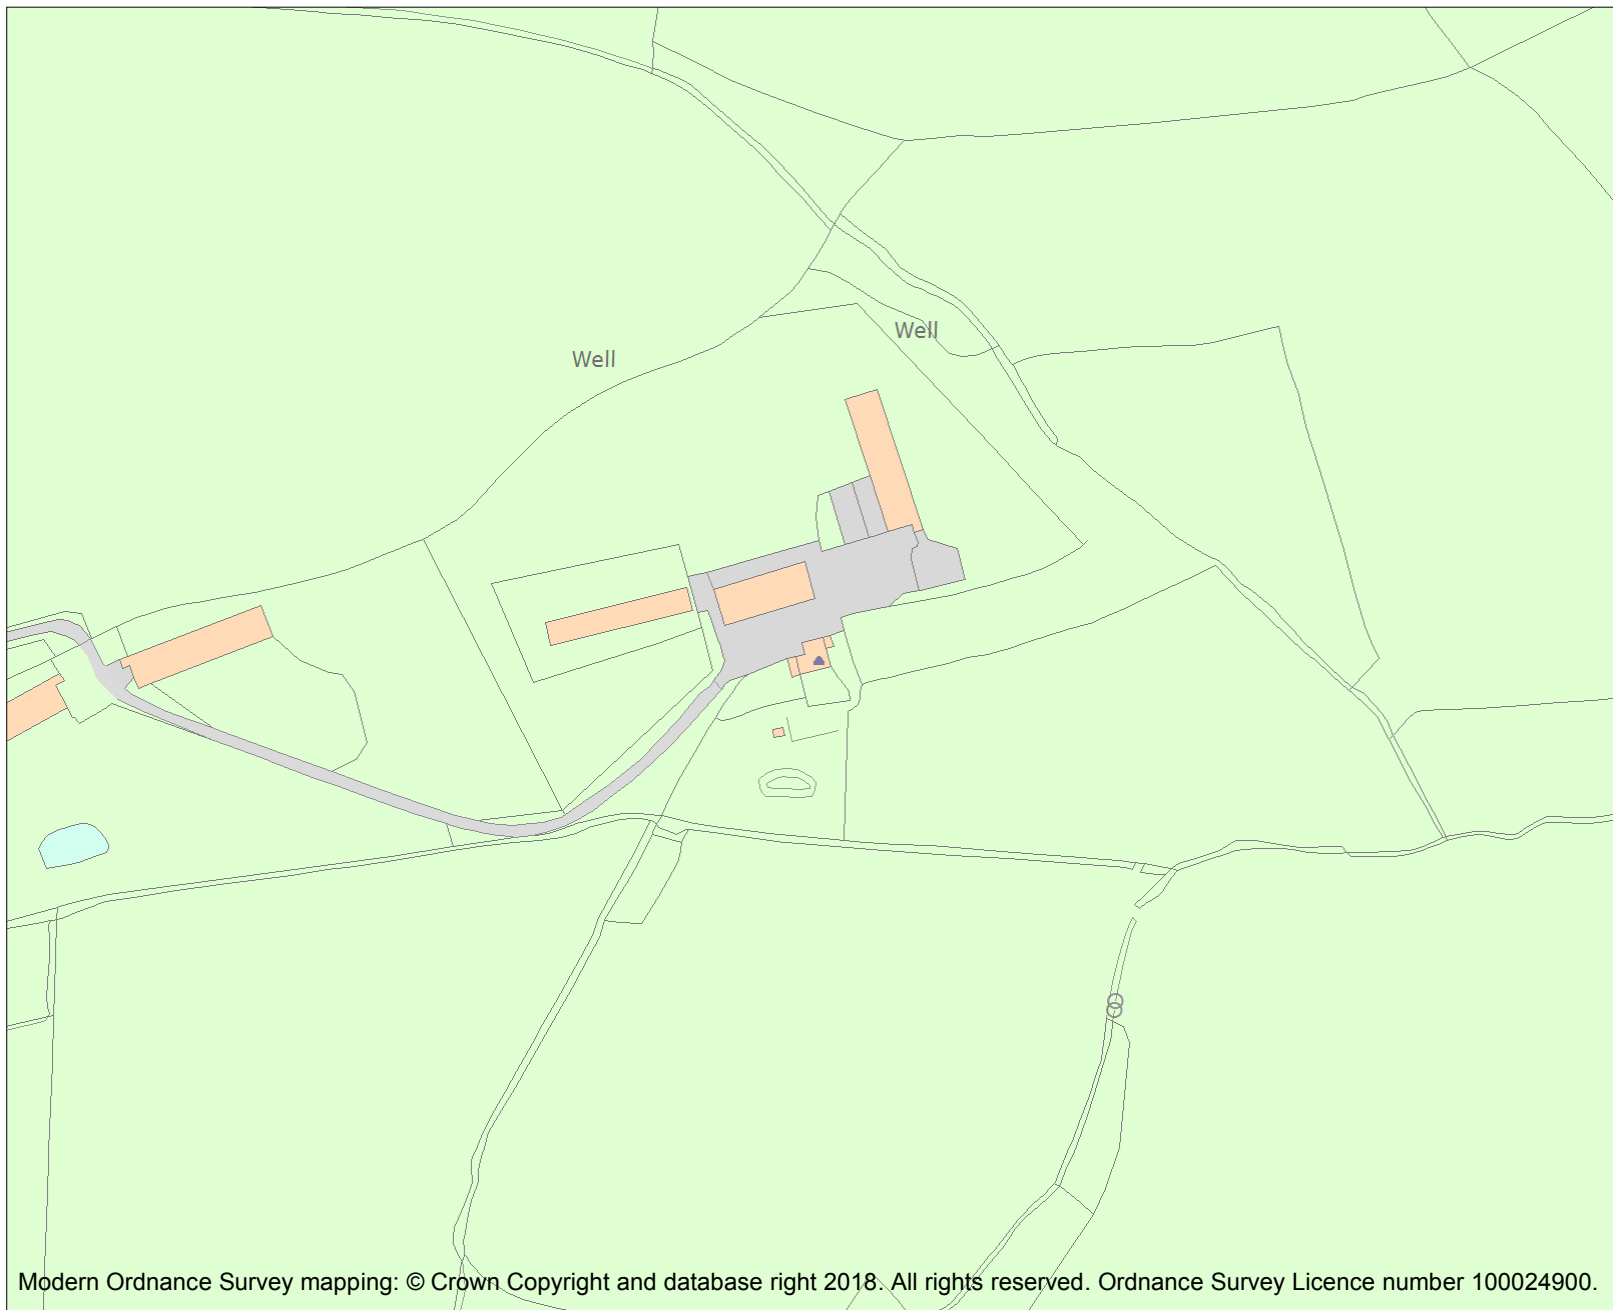 Well
Well
Modern Ordnance Survey mapping: © Crown Copyright and database right 2018. All rights reserved. Ordnance Survey Licence number 100024900.